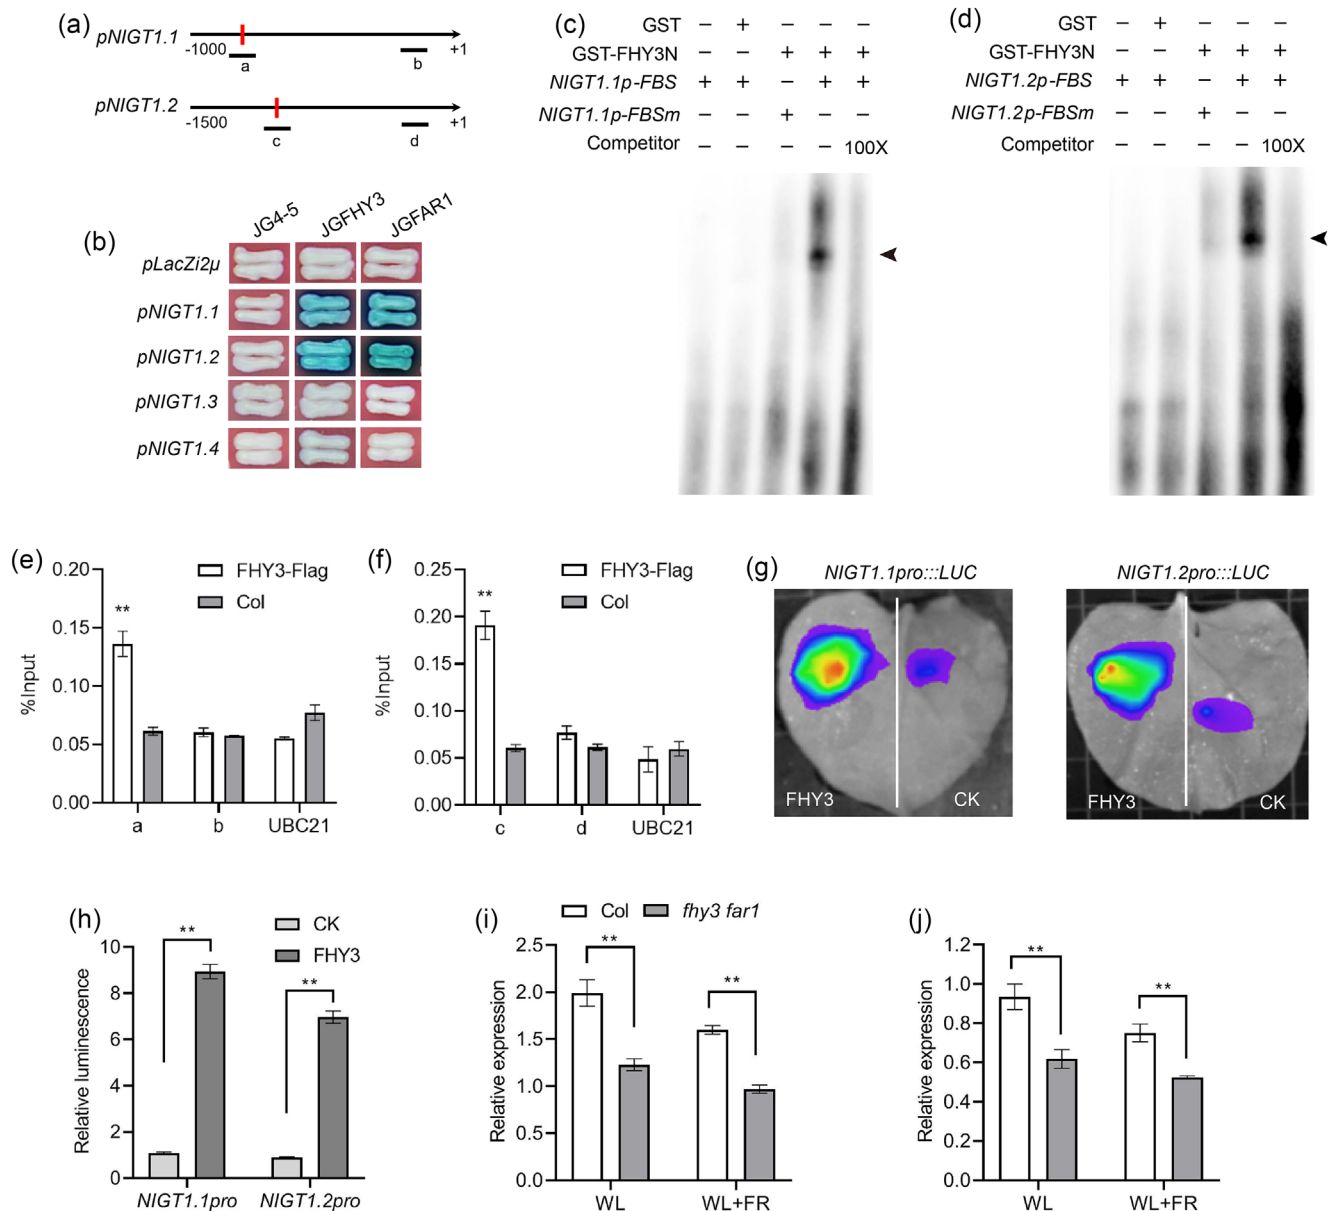 (a)
pNIGT1.1
-1000
+1
a
b
pNIGT1.2
-1500
+1
c
d
(b)
JG4-5
JGFHY3
JGFAR1
pLacZi2μ
pNIGT1.1
pNIGT1.2
pNIGT1.3
pNIGT1.4
(c)
GST – + – – –
GST-FHY3N – – + + +
NIGT1.1p-FBS + + – + +
NIGT1.1p-FBSm – – + – –
Competitor – – – – 100X
(d)
GST – + – – –
GST-FHY3N – – + + +
NIGT1.2p-FBS + + – + +
NIGT1.2p-FBSm – – + – –
Competitor – – – – 100X
(e)
%Input
0.20
0.15
0.10
0.05
0.00
FHY3-Flag
Col
**
a b UBC21
(f)
%Input
0.25
0.20
0.15
0.10
0.05
0.00
FHY3-Flag
Col
**
c d UBC21
(g)
NIGT1.1pro:::LUC
FHY3 CK
NIGT1.2pro:::LUC
FHY3 CK
(h)
Relative luminescence
10
8
6
4
2
0
CK
FHY3
**
**
NIGT1.1pro NIGT1.2pro
(i)
Col fhy3 far1
Relative expression
2.5
2.0
1.5
1.0
0.5
0.0
**
**
WL WL+FR
(j)
Relative expression
1.2
1.0
0.8
0.6
0.4
0.2
0.0
**
**
WL WL+FR